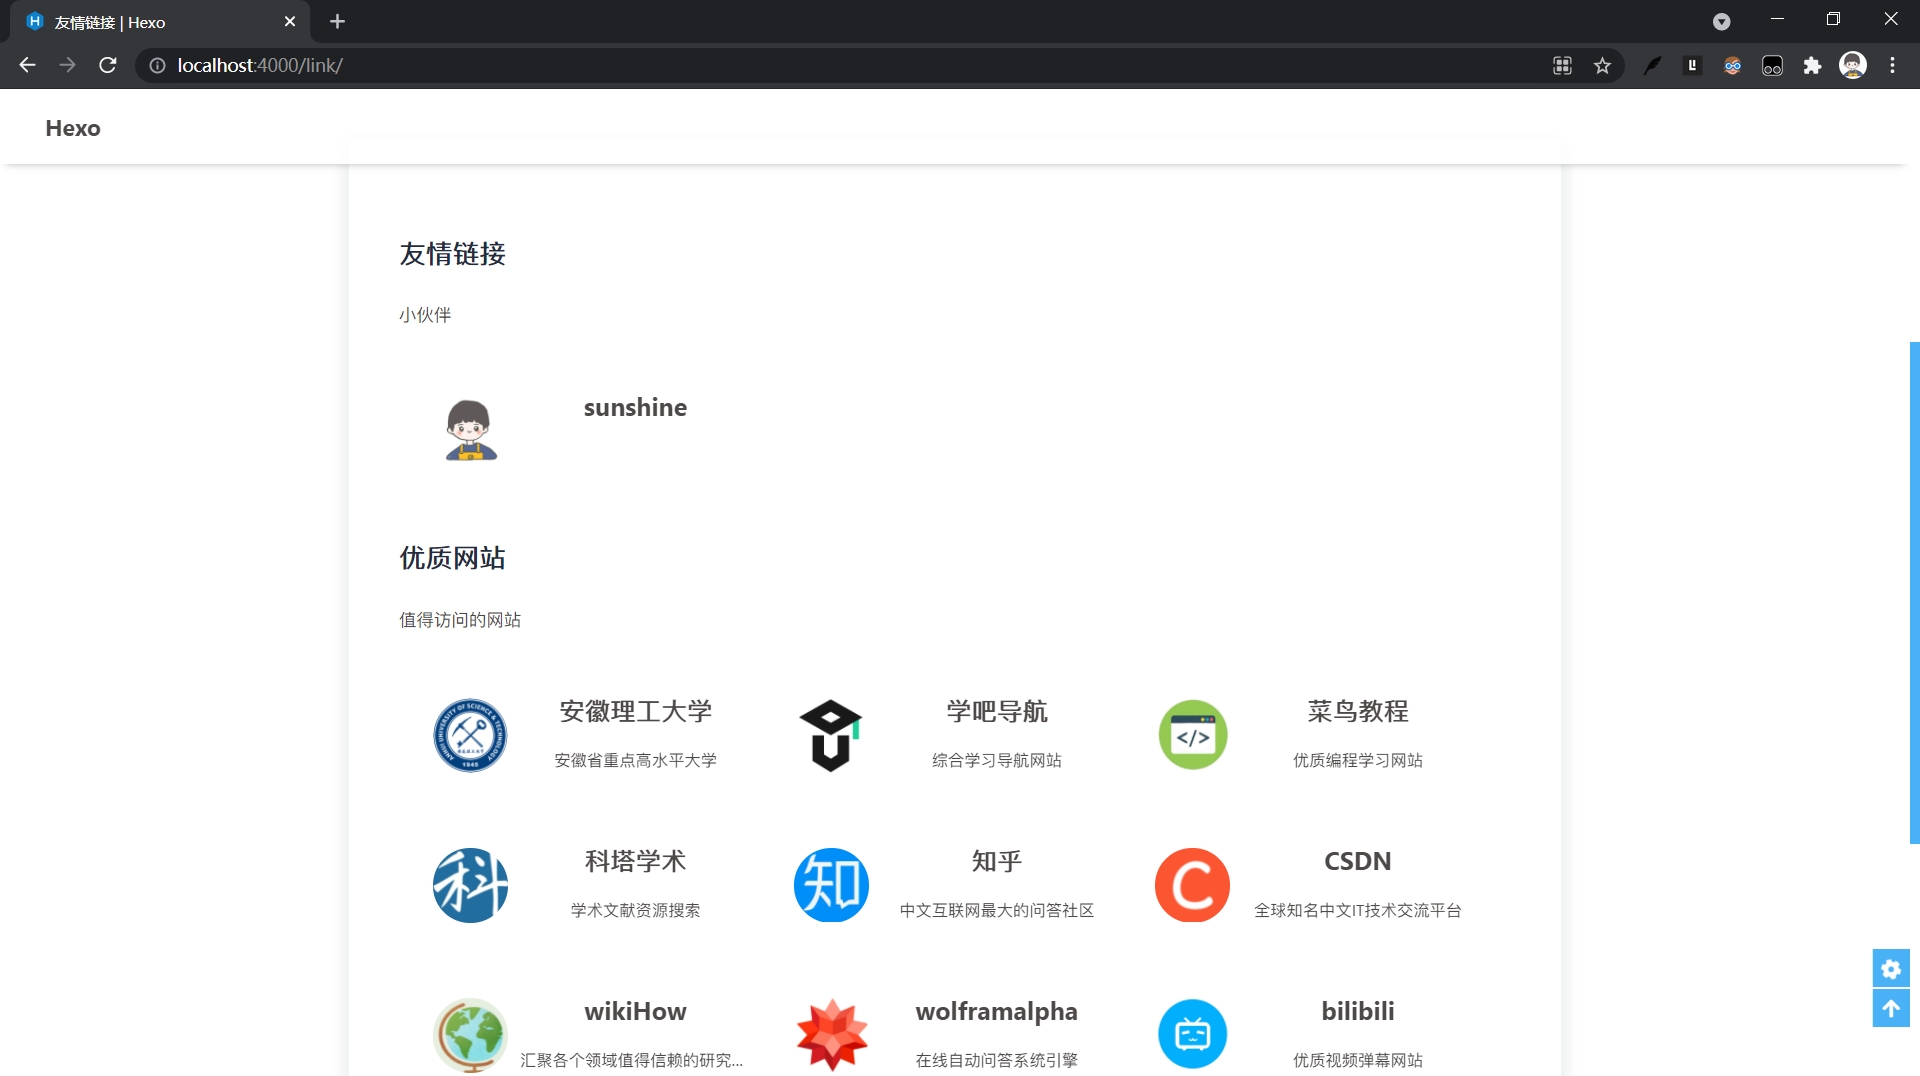 友情链接 | Hexo
localhost:4000/link/
Hexo
友情链接
小伙伴
sunshine
优质网站
值得访问的网站
安徽理工大学
安徽省重点高水平大学
学吧导航
综合学习导航网站
菜鸟教程
优质编程学习网站
科塔学术
学术文献资源搜索
知乎
中文互联网最大的问答社区
CSDN
全球知名中文IT技术交流平台
wikiHow
汇聚各个领域值得信赖的研究...
wolframalpha
在线自动问答系统引擎
bilibili
优质视频弹幕网站